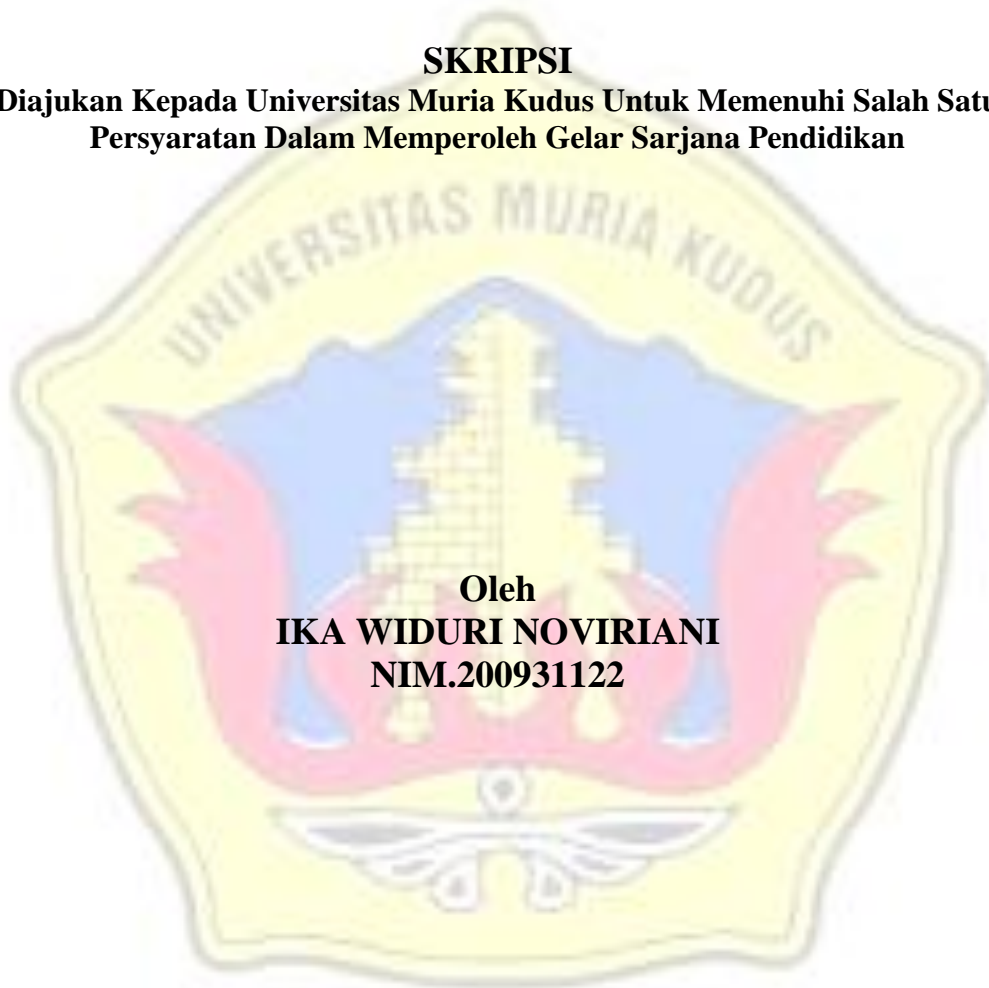 SKRIPSI
Diajukan Kepada Universitas Muria Kudus Untuk Memenuhi Salah Satu
Persyaratan Dalam Memperoleh Gelar Sarjana Pendidikan
UNIVERSITAS MURIA KUDUS
Oleh
IKA WIDURI NOVIRIANI
NIM.200931122